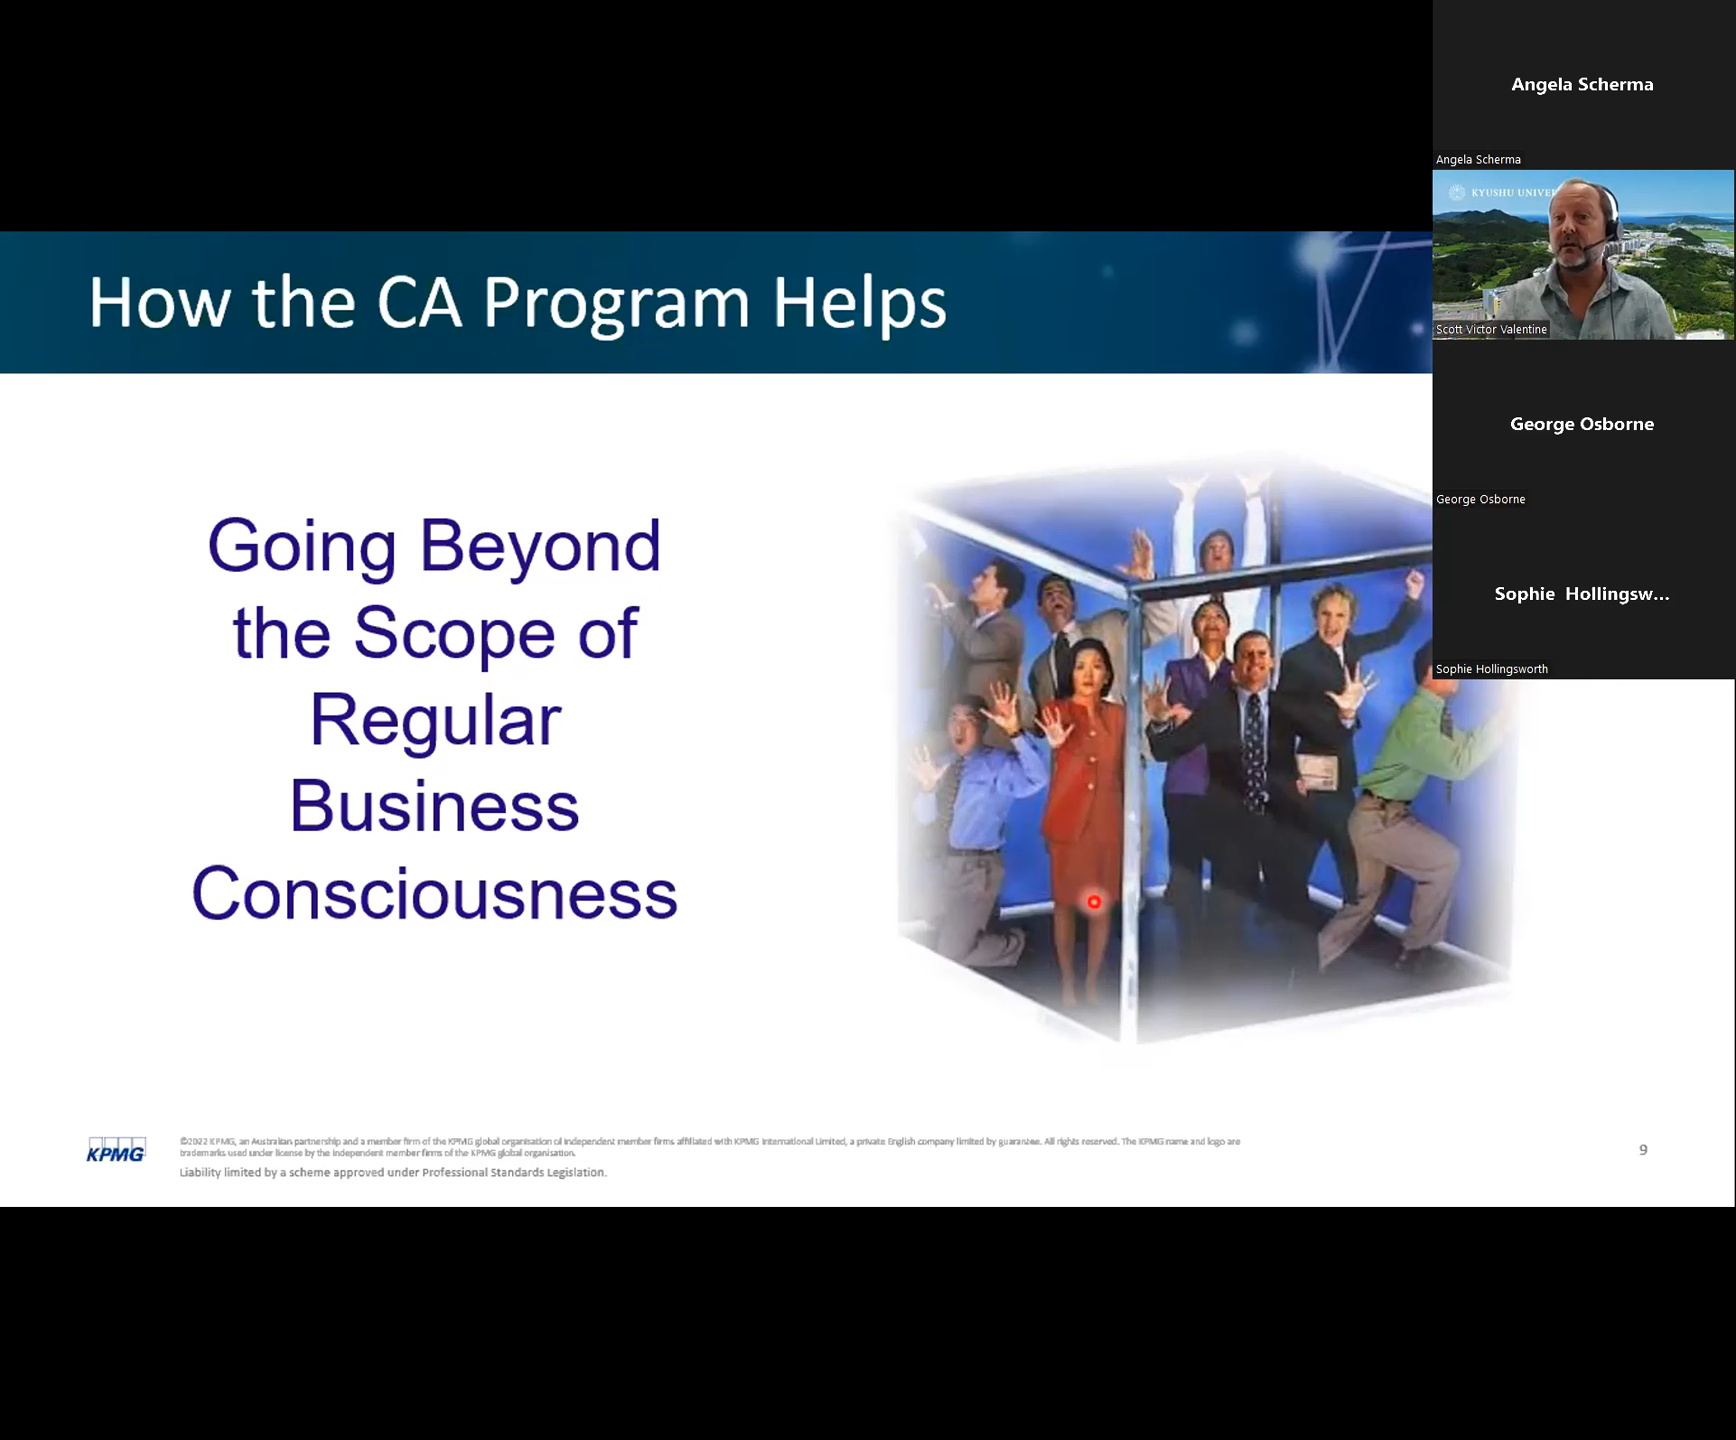 Angela Scherma
Angela Scherma
KYUSHU UNIVE
Scott Victor Valentine
George Osborne
George Osborne
Sophie Hollingsw...
Sophie Hollingsworth
How the CA Program Helps
Going Beyond
the Scope of
Regular
Business
Consciousness
KPMG
©2022 KPMG, an Australian partnership and a member firm of the KPMG global organisation of independent member firms affiliated with KPMG International Limited, a private English company limited by guarantee. All rights reserved. The KPMG name and logo are
trademarks used under license by the independent member firms of the KPMG global organisation.
Liability limited by a scheme approved under Professional Standards Legislation.
9